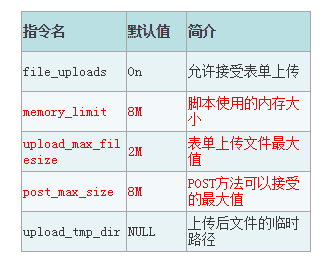 指令名 默认值 简介
file_uploads On 允许接受表单上传
memory_limit 8M 脚本使用的内存大
小
upload_max_fil 2M 表单上传文件最大
esize 值
post_max_size 8M POST方法可以接受
的最大值
upload_tmp_dir NULL 上传后文件的临时
路径